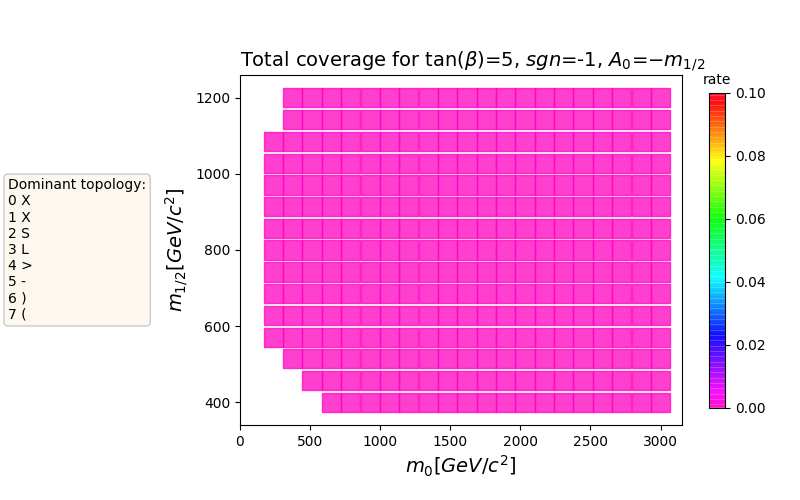 Total coverage for tan(β)=5, sgn=-1, A₀=−m₁/₂
rate
Dominant topology:
0 X
1 X
2 S
3 L
4 >
5 -
6 )
7 (
m₁/₂[GeV/c²]
1200
1000
800
600
400
0 500 1000 1500 2000 2500 3000
m₀[GeV/c²]
0.10
0.08
0.06
0.04
0.02
0.00